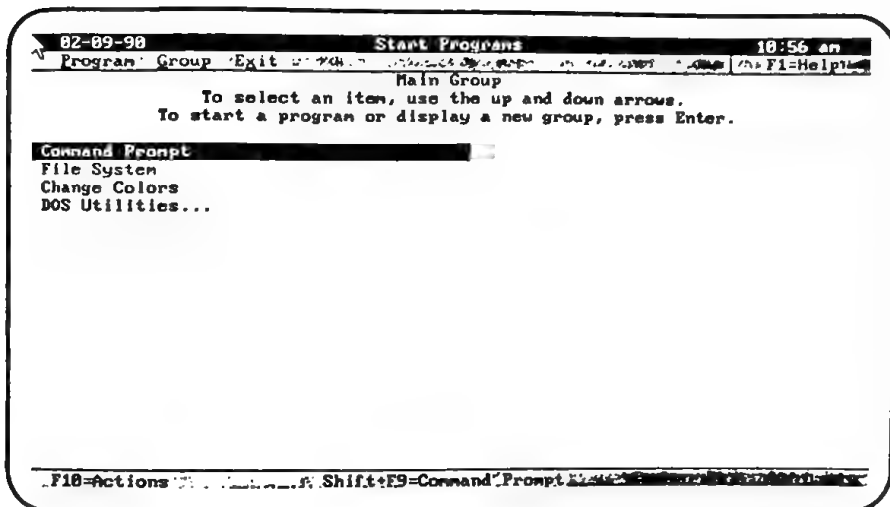 02-09-90 Start Programs 10:56 am
Program Group Exit F1=Help
Main Group
To select an item, use the up and down arrows.
To start a program or display a new group, press Enter.
Command Prompt
File System
Change Colors
DOS Utilities...
F10=Actions Shift+F9=Command Prompt